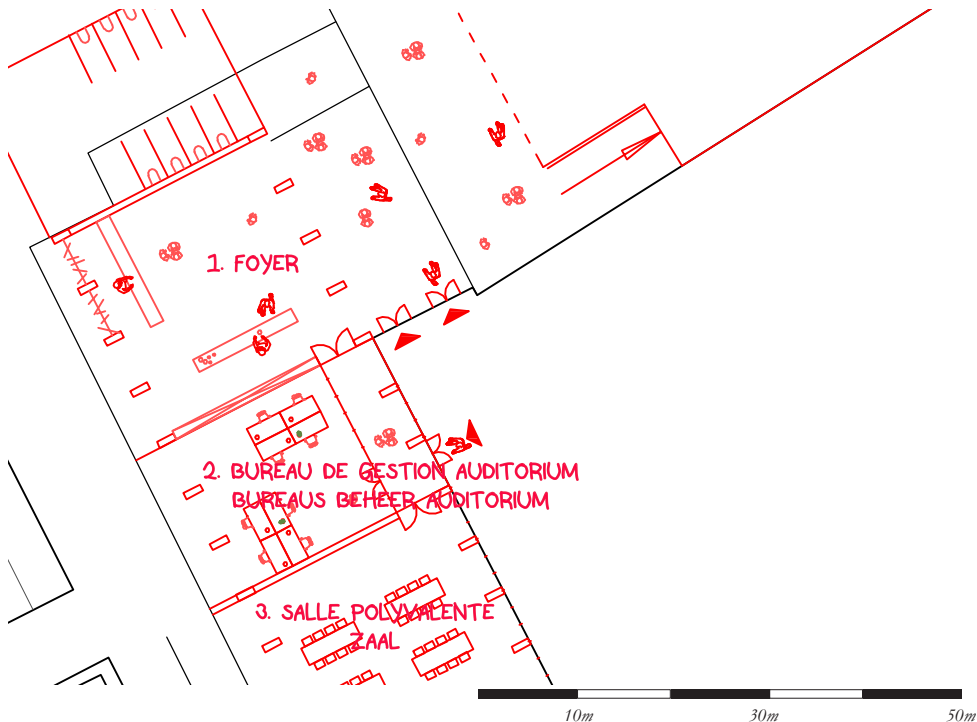 1. FOYER
2. BUREAU DE GESTION AUDITORIUM
BUREAUS BEHEER AUDITORIUM
3. SALLE POLYVALENTE
ZAAL
10m 30m 50m